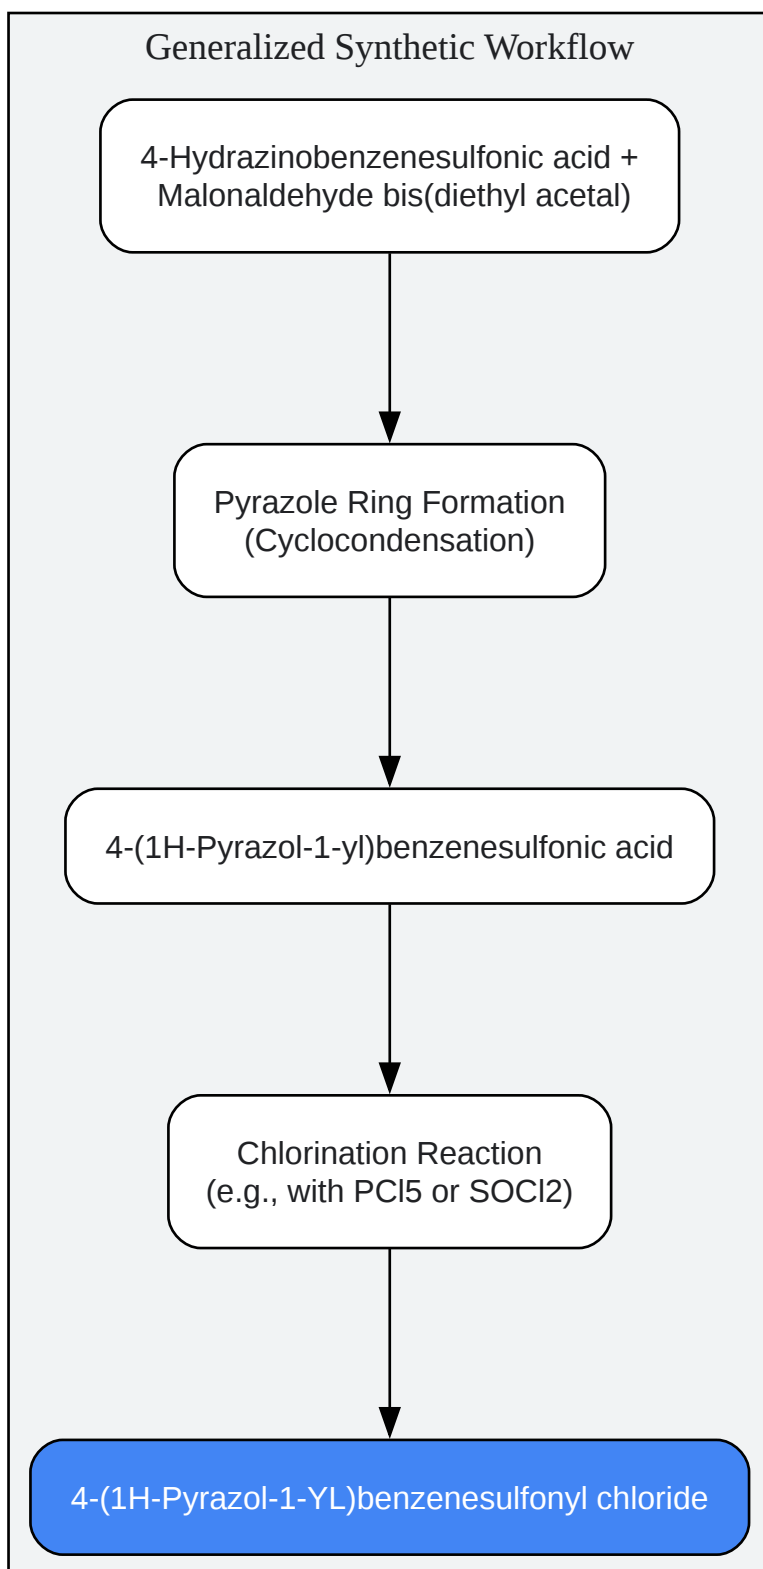 Generalized Synthetic Workflow
4-Hydrazinobenzenesulfonic acid +
Malonaldehyde bis(diethyl acetal)
Pyrazole Ring Formation
(Cyclocondensation)
4-(1H-Pyrazol-1-yl)benzenesulfonic acid
Chlorination Reaction
(e.g., with PCl5 or SOCl2)
4-(1H-Pyrazol-1-YL)benzenesulfonyl chloride